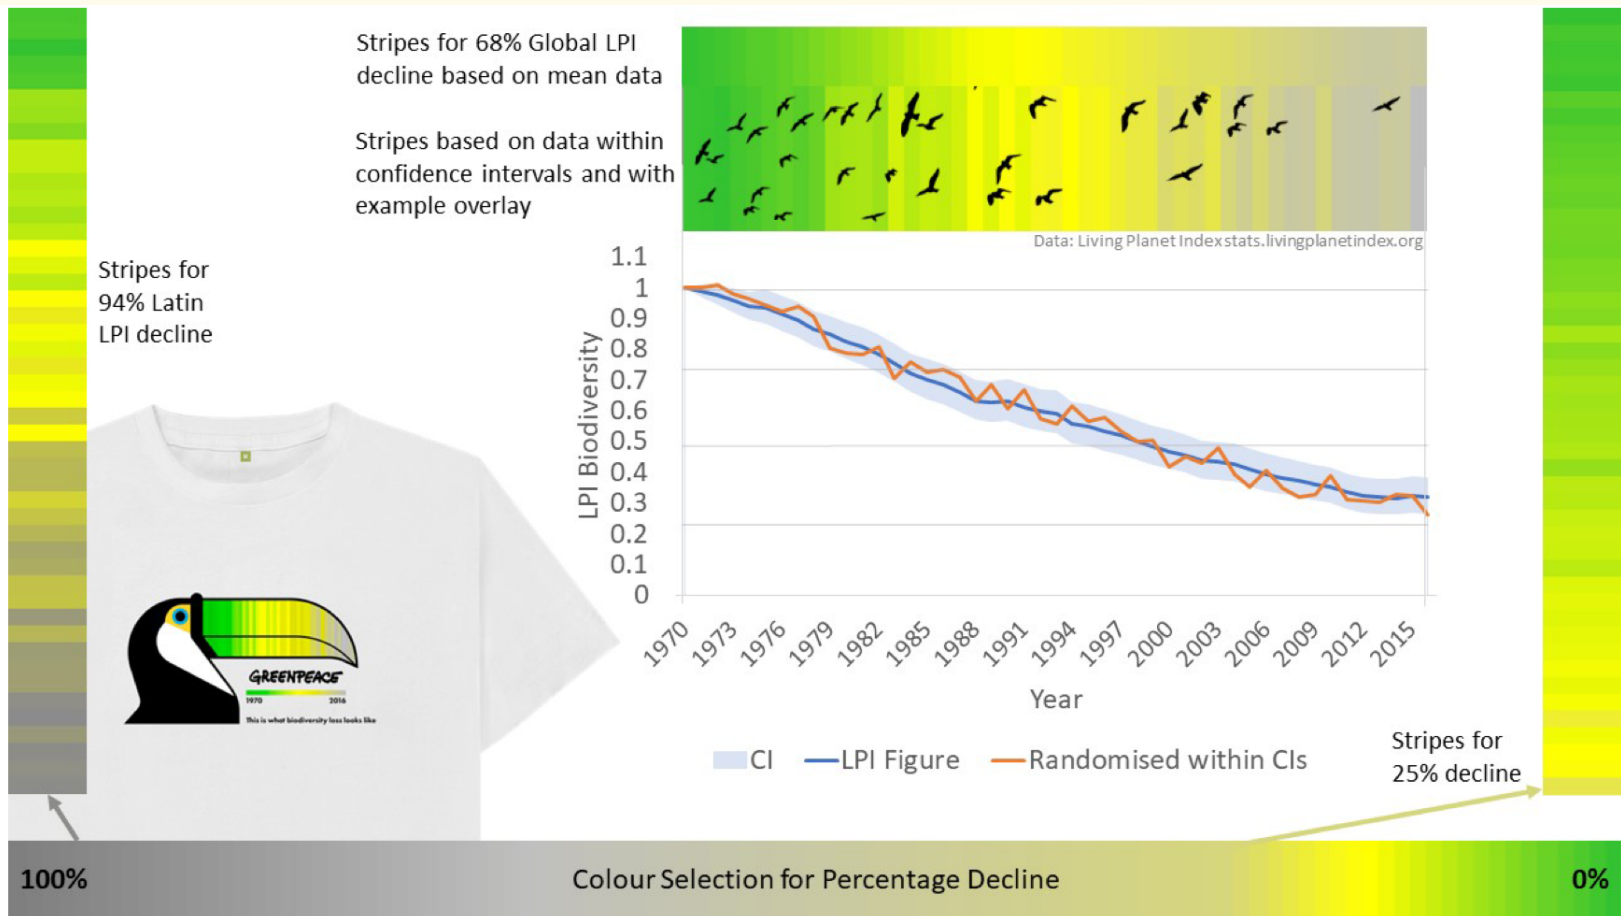 Stripes for 68% Global LPI
decline based on mean data
Stripes based on data within
confidence intervals and with
example overlay
Data: Living Planet Index stats.livingplanetindex.org
Stripes for
94% Latin
LPI decline
LPI Biodiversity
1.1
1
0.9
0.8
0.7
0.6
0.5
0.4
0.3
0.2
0.1
0
1970
1973
1976
1979
1982
1985
1988
1991
1994
1997
2000
2003
2006
2009
2012
2015
Year
CI
LPI Figure
Randomised within CIs
GREENPEACE
1970
2016
This is what biodiversity loss looks like
Stripes for
25% decline
100%
Colour Selection for Percentage Decline
0%